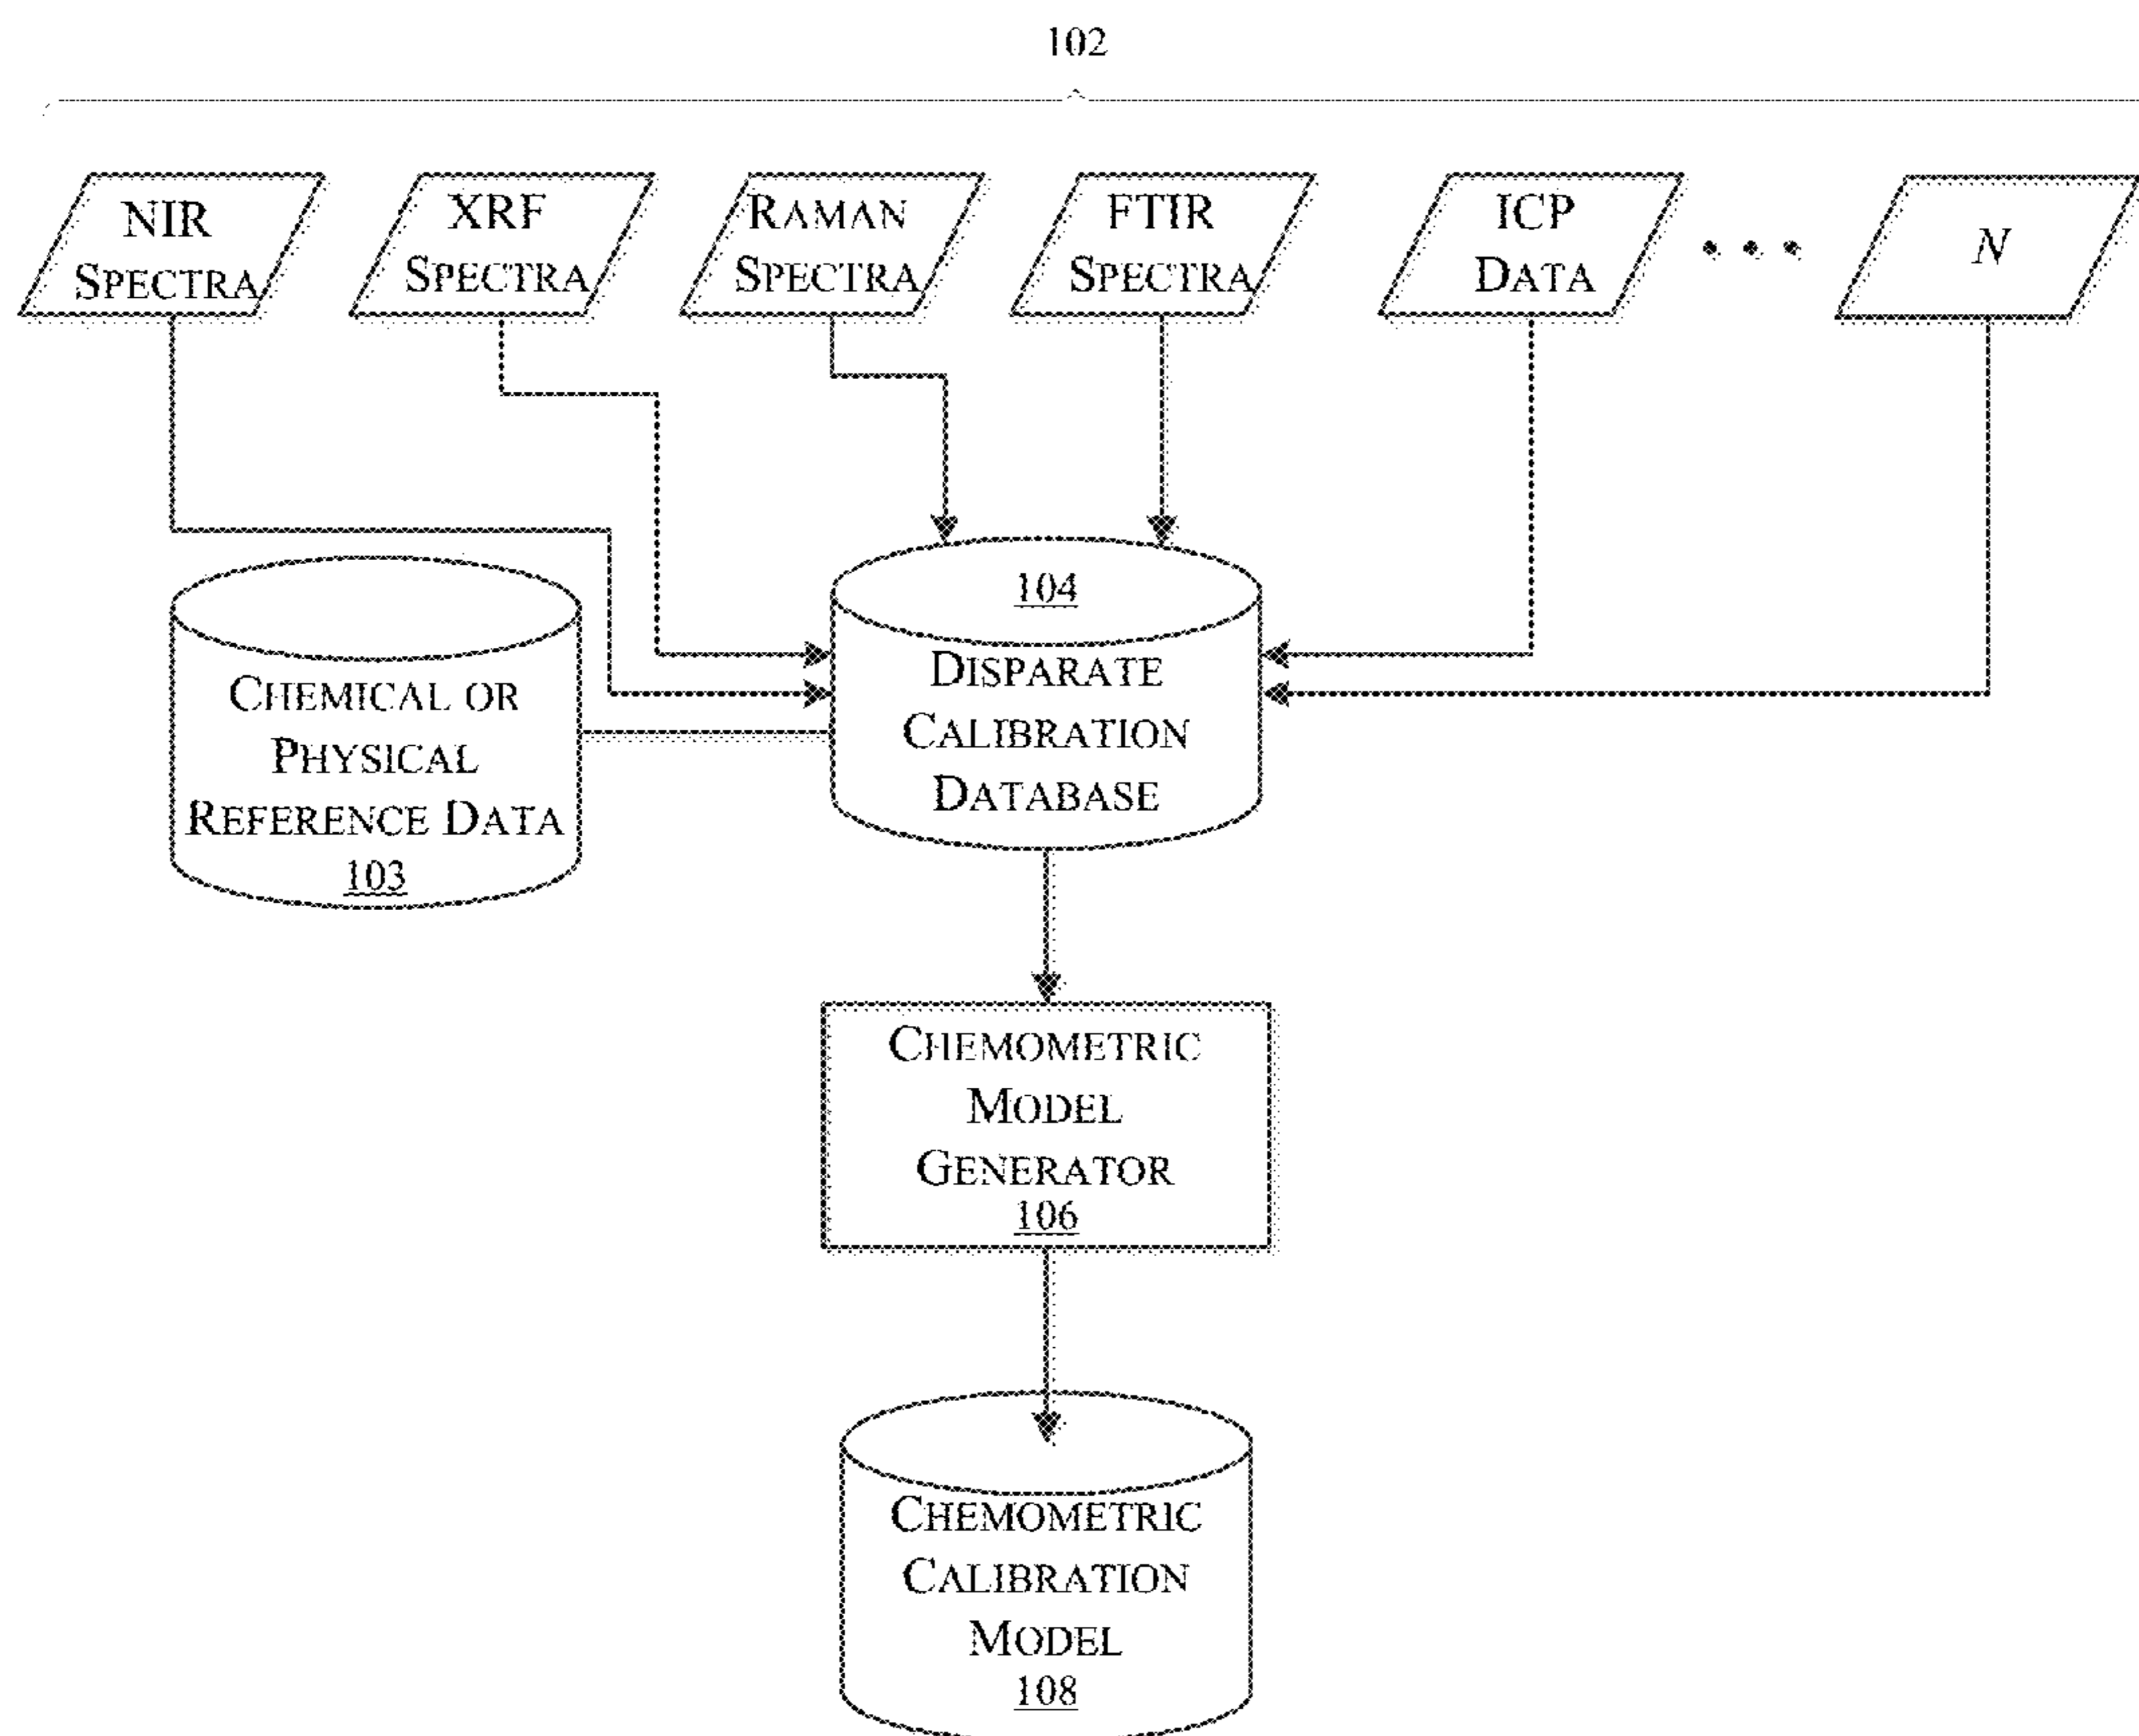 102
NIR
SPECTRA
XRF
SPECTRA
RAMAN
SPECTRA
FTIR
SPECTRA
ICP
DATA
• • •
N
104
DISPARATE
CALIBRATION
DATABASE
CHEMICAL OR
PHYSICAL
REFERENCE DATA
103
CHEMOMETRIC
MODEL
GENERATOR
106
CHEMOMETRIC
CALIBRATION
MODEL
108